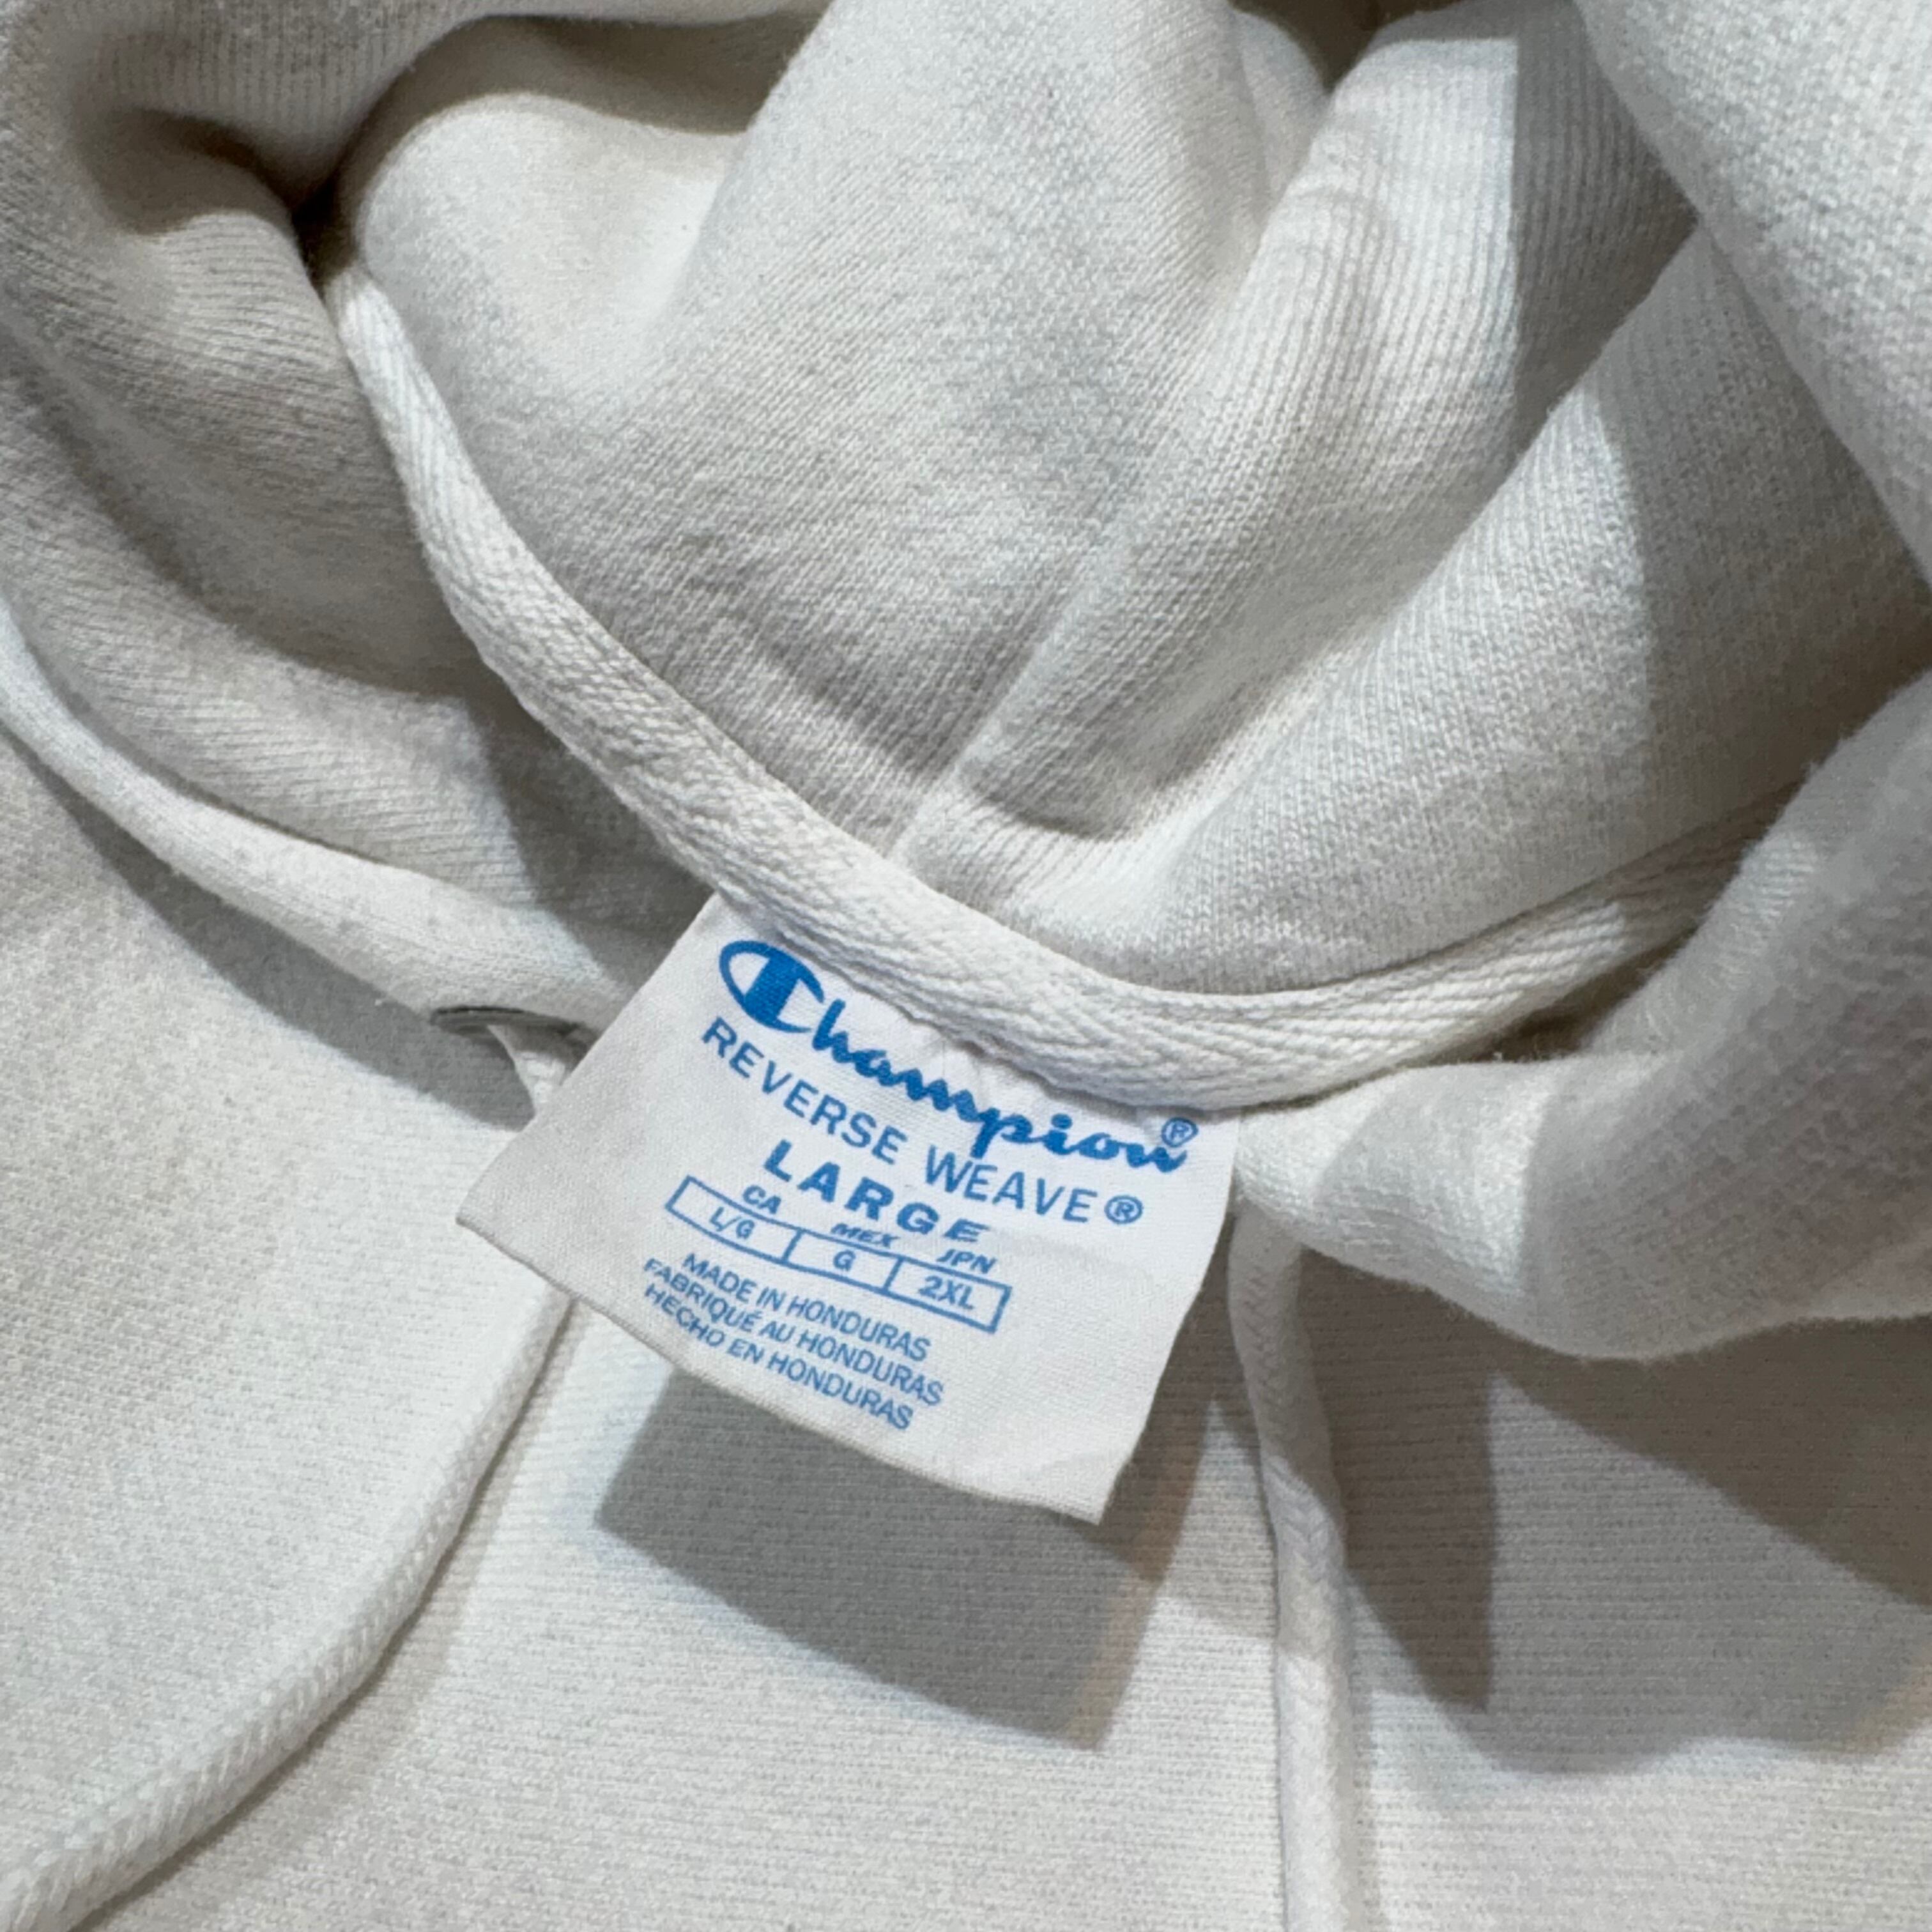 Champion®
REVERSE WEAVE®
LARGE
CA MEX JPN
L/G G 2XL
MADE IN HONDURAS
FABRIQUÉ AU HONDURAS
HECHO EN HONDURAS